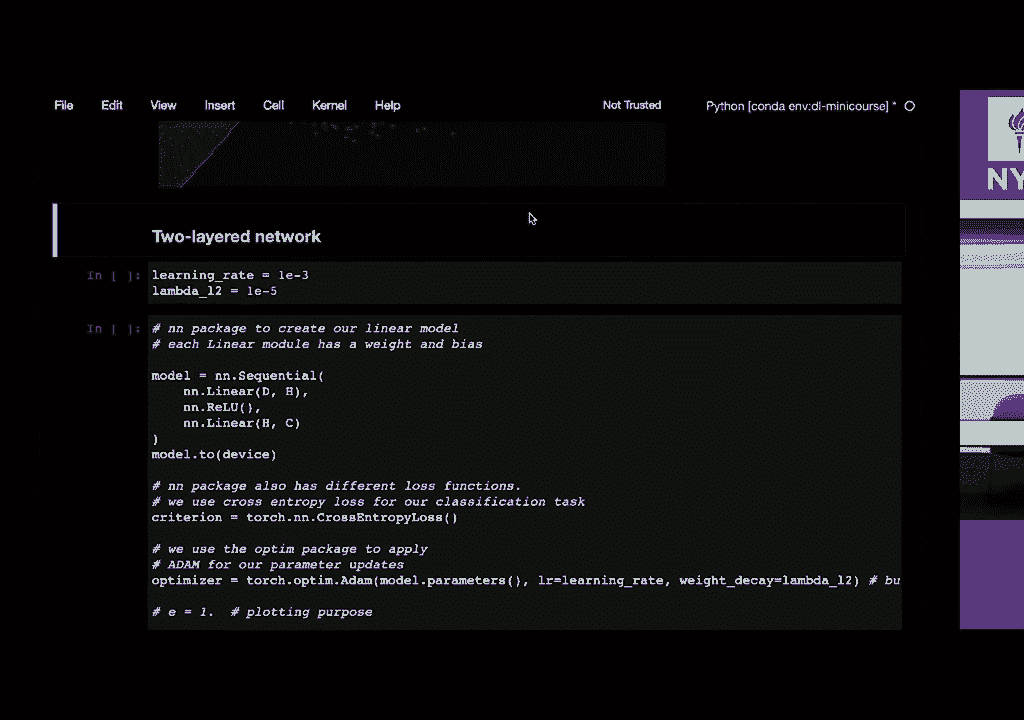 File Edit View Insert Cell Kernel Help Not Trusted Python [conda env:dl-minicourse] *
Two-layered network
In [ ]: learning_rate = 1e-3
lambda_l2 = 1e-5
In [ ]: # nn package to create our linear model
# each Linear module has a weight and bias
model = nn.Sequential(
nn.Linear(D, H),
nn.ReLU(),
nn.Linear(H, C)
)
model.to(device)
# nn package also has different loss functions.
# we use cross entropy loss for our classification task
criterion = torch.nn.CrossEntropyLoss()
# we use the optim package to apply
# ADAM for our parameter updates
optimizer = torch.optim.Adam(model.parameters(), lr=learning_rate, weight_decay=lambda_l2) # bu
# e = 1.  # plotting purpose
NY